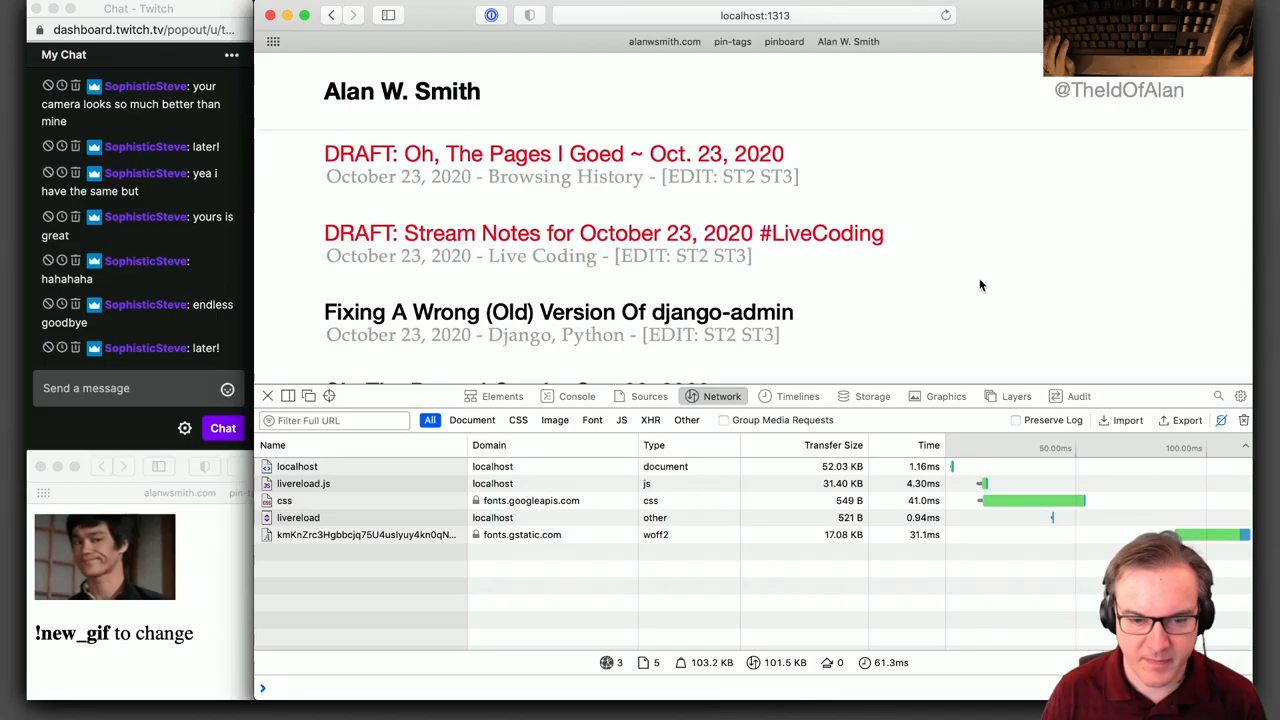 Chat - Twitch
dashboard.twitch.tv/popout/u/t...
My Chat
SophisticSteve: your
camera looks so much better than
mine
SophisticSteve: later!
SophisticSteve: yea i
have the same but
SophisticSteve: yours is
great
SophisticSteve:
hahahaha
SophisticSteve: endless
goodbye
SophisticSteve: later!
Send a message
Chat
alanwsmith.com pin-t
!new_gif to change
localhost:1313
alanwsmith.com pin-tags pinboard Alan W. Smith
Alan W. Smith
@TheIdOfAlan
DRAFT: Oh, The Pages I Goed ~ Oct. 23, 2020
October 23, 2020 - Browsing History - [EDIT: ST2 ST3]
DRAFT: Stream Notes for October 23, 2020 #LiveCoding
October 23, 2020 - Live Coding - [EDIT: ST2 ST3]
Fixing A Wrong (Old) Version Of django-admin
October 23, 2020 - Django, Python - [EDIT: ST2 ST3]
Elements Console Sources Network Timelines Storage Graphics Layers Audit
Filter Full URL All Document CSS Image Font JS XHR Other Group Media Requests Preserve Log Import Export
Name Domain Type Transfer Size Time 50.00ms 100.00ms
localhost localhost document 52.03 KB 1.16ms
livereload.js localhost js 31.40 KB 4.30ms
css fonts.googleapis.com css 549 B 41.0ms
livereload localhost other 521 B 0.94ms
kmKnZrc3Hgbbcjq75U4uslyuy4kn0qN... fonts.gstatic.com woff2 17.08 KB 31.1ms
3 5 103.2 KB 101.5 KB 0 61.3ms